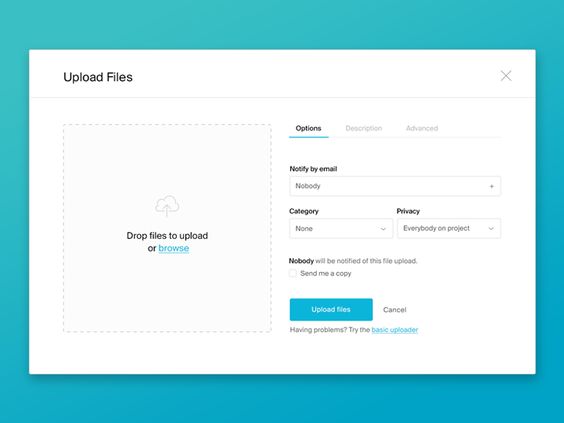 Upload Files
Drop files to upload
or browse
Options Description Advanced
Notify by email
Nobody +
Category Privacy
None Everybody on project
Nobody will be notified of this file upload.
Send me a copy
Upload files Cancel
Having problems? Try the basic uploader